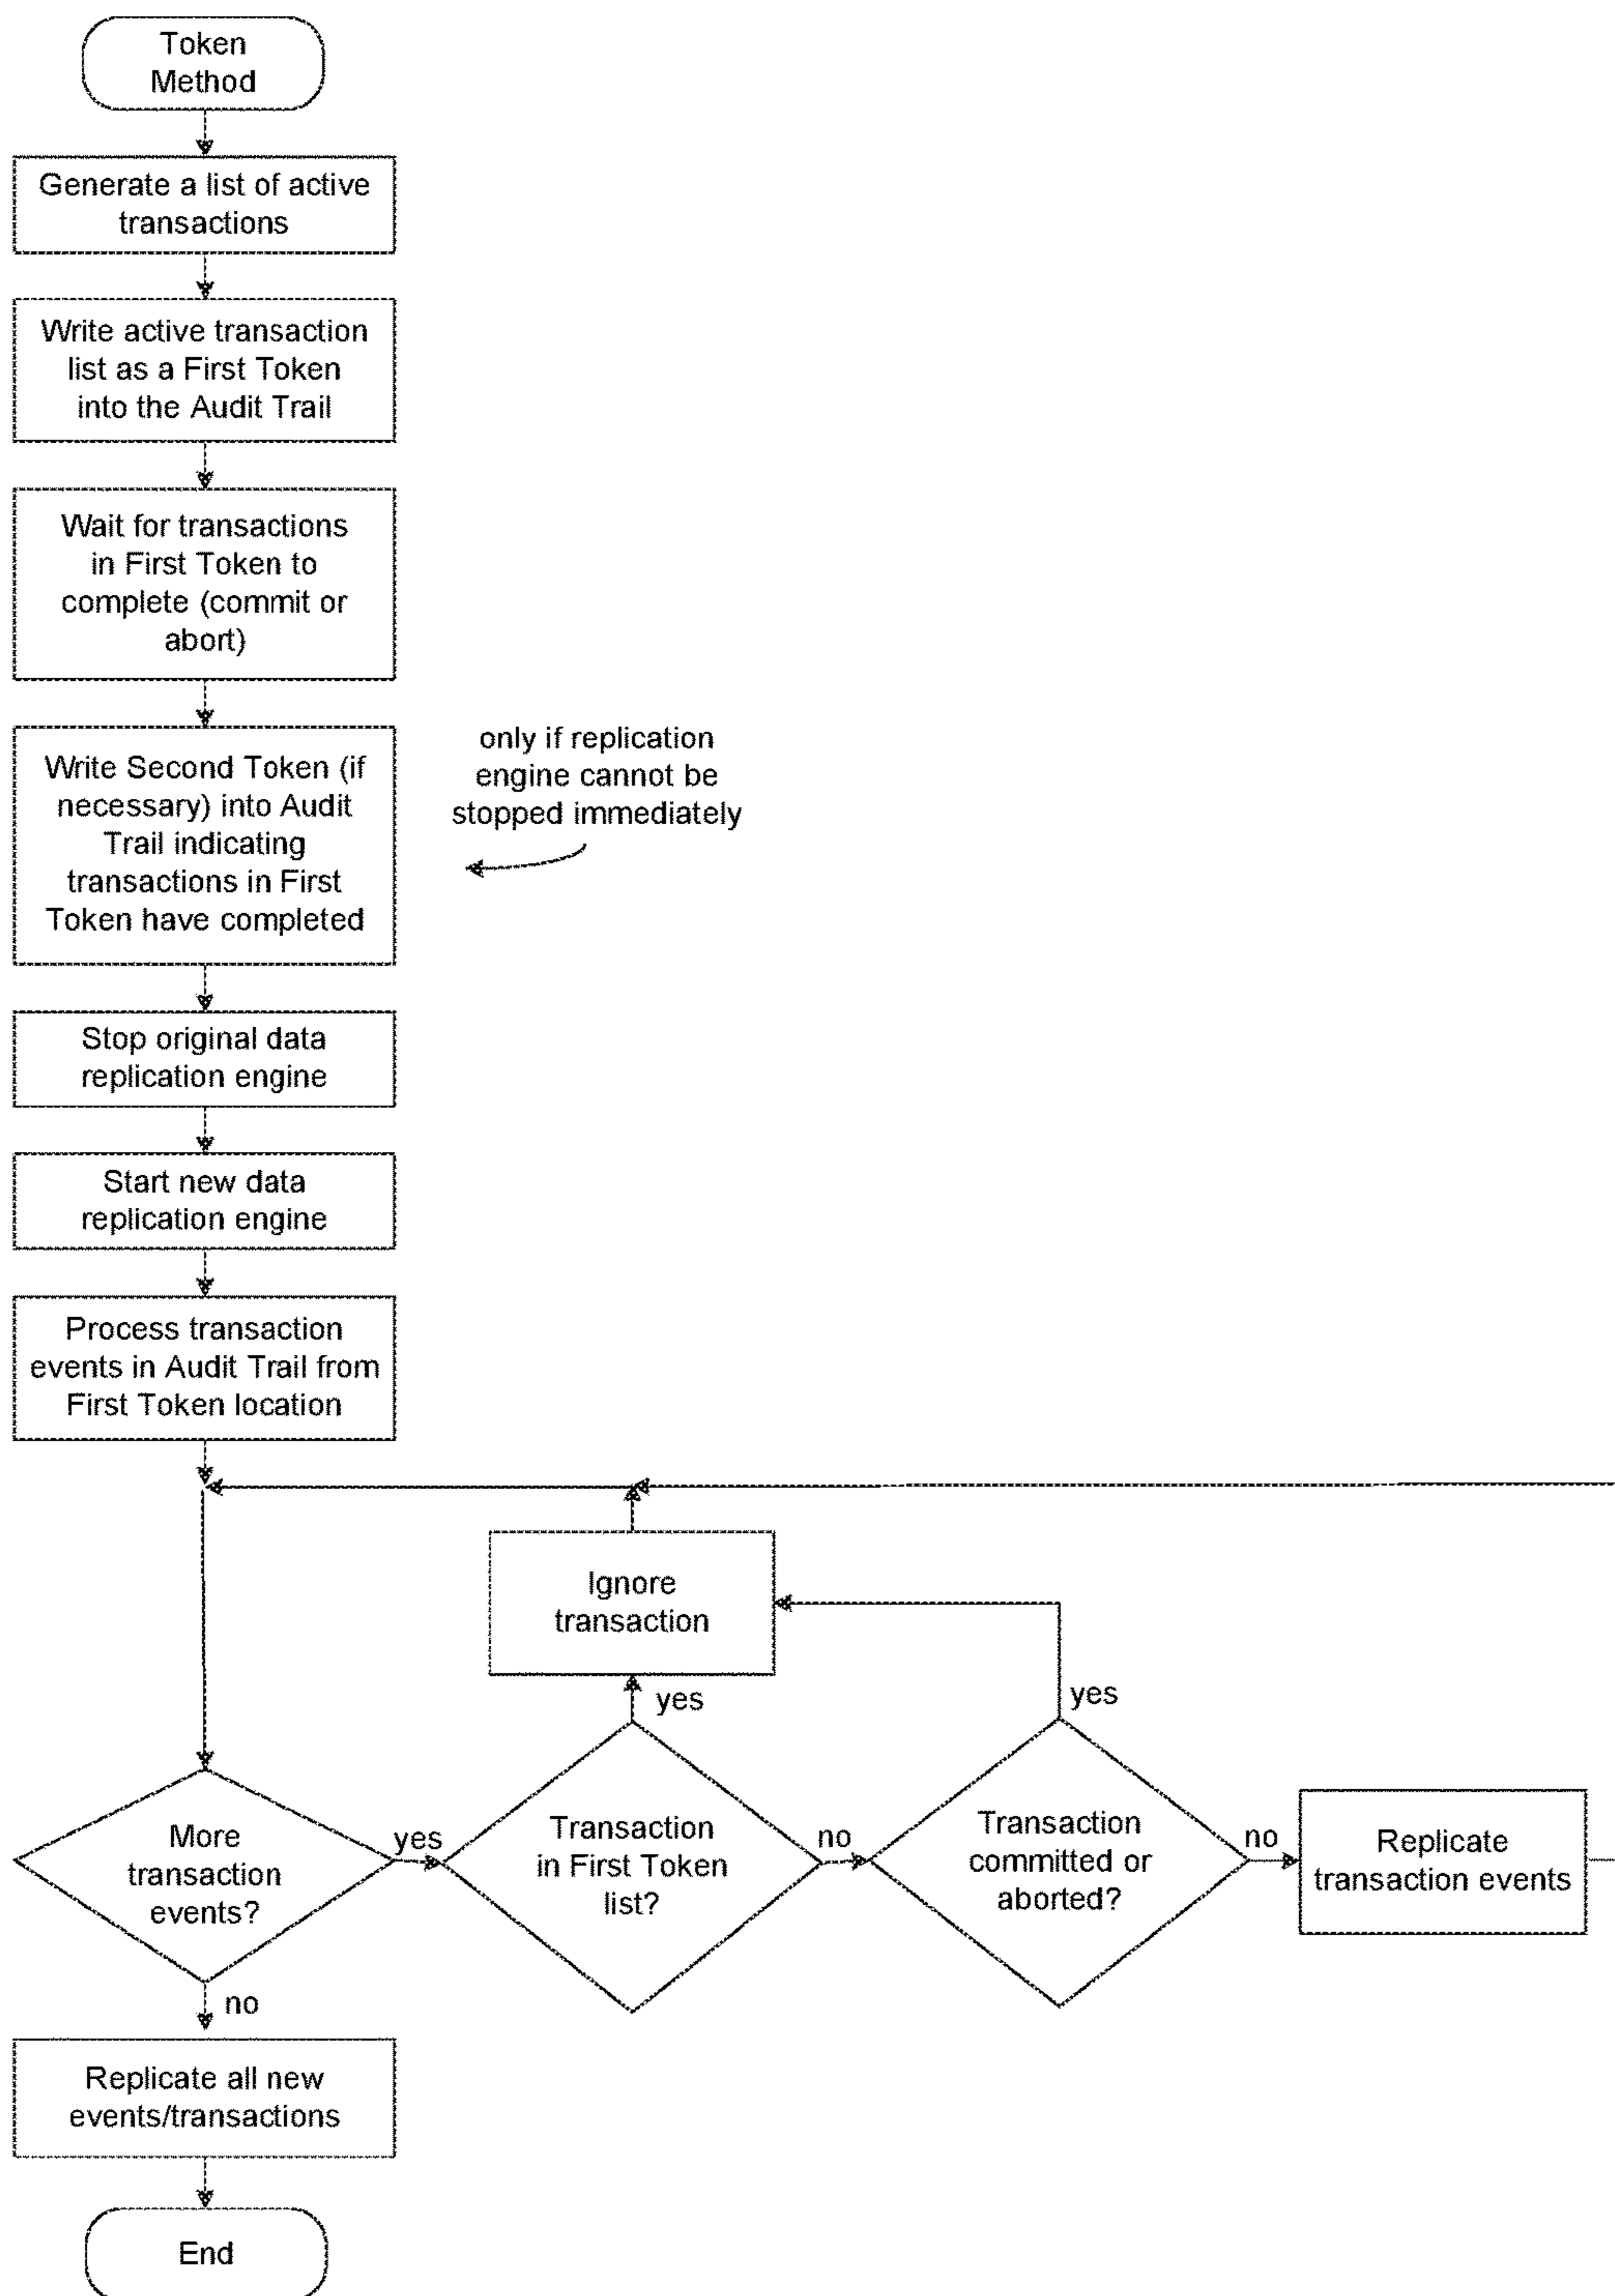 Token
Method
Generate a list of active
transactions
Write active transaction
list as a First Token
into the Audit Trail
Wait for transactions
in First Token to
complete (commit or
abort)
Write Second Token (if
necessary) into Audit
Trail indicating
transactions in First
Token have completed
only if replication
engine cannot be
stopped immediately
Stop original data
replication engine
Start new data
replication engine
Process transaction
events in Audit Trail from
First Token location
Ignore
transaction
yes
yes
More
transaction
events?
yes
Transaction
in First Token
list?
no
Transaction
committed or
aborted?
no
Replicate
transaction events
no
Replicate all new
events/transactions
End